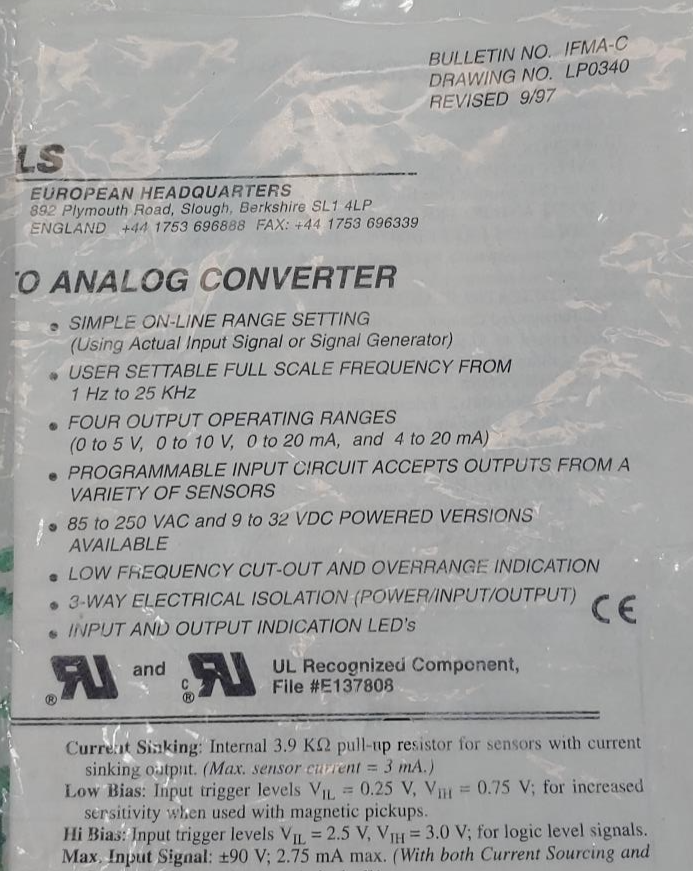 BULLETIN NO. IFMA-C
DRAWING NO. LP0340
REVISED 9/97
LS
EUROPEAN HEADQUARTERS
892 Plymouth Road, Slough, Berkshire SL1 4LP
ENGLAND +44 1753 696888 FAX: +44 1753 696339
O ANALOG CONVERTER
• SIMPLE ON-LINE RANGE SETTING
(Using Actual Input Signal or Signal Generator)
• USER SETTABLE FULL SCALE FREQUENCY FROM
1 Hz to 25 KHz
• FOUR OUTPUT OPERATING RANGES
(0 to 5 V, 0 to 10 V, 0 to 20 mA, and 4 to 20 mA)
• PROGRAMMABLE INPUT CIRCUIT ACCEPTS OUTPUTS FROM A
VARIETY OF SENSORS
• 85 to 250 VAC and 9 to 32 VDC POWERED VERSIONS
AVAILABLE
• LOW FREQUENCY CUT-OUT AND OVERRANGE INDICATION
• 3-WAY ELECTRICAL ISOLATION (POWER/INPUT/OUTPUT)
CE
• INPUT AND OUTPUT INDICATION LED's
® RU and C ® RU UL Recognized Component,
File #E137808
Current Sinking: Internal 3.9 KΩ pull-up resistor for sensors with current
sinking output. (Max. sensor current = 3 mA.)
Low Bias: Input trigger levels VIL = 0.25 V, VIH = 0.75 V; for increased
sensitivity when used with magnetic pickups.
Hi Bias: Input trigger levels VIL = 2.5 V, VIH = 3.0 V; for logic level signals.
Max. Input Signal: ±90 V; 2.75 mA max. (With both Current Sourcing and